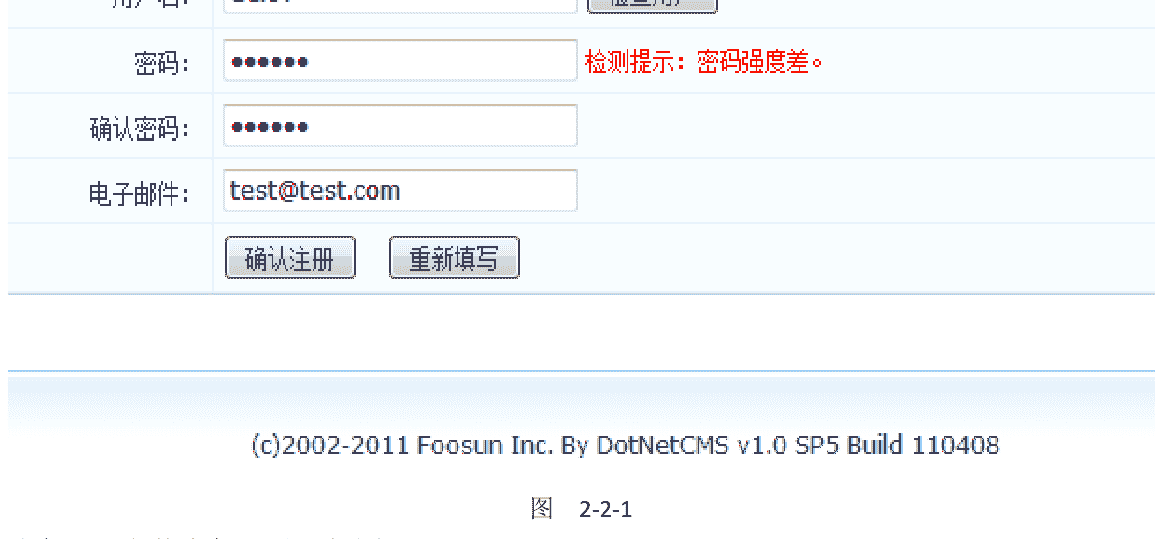 密码： ●●●●●● 检测提示：密码强度差。
确认密码： ●●●●●●
电子邮件： test@test.com
确认注册 重新填写
(c)2002-2011 Foosun Inc. By DotNetCMS v1.0 SP5 Build 110408
图 2-2-1